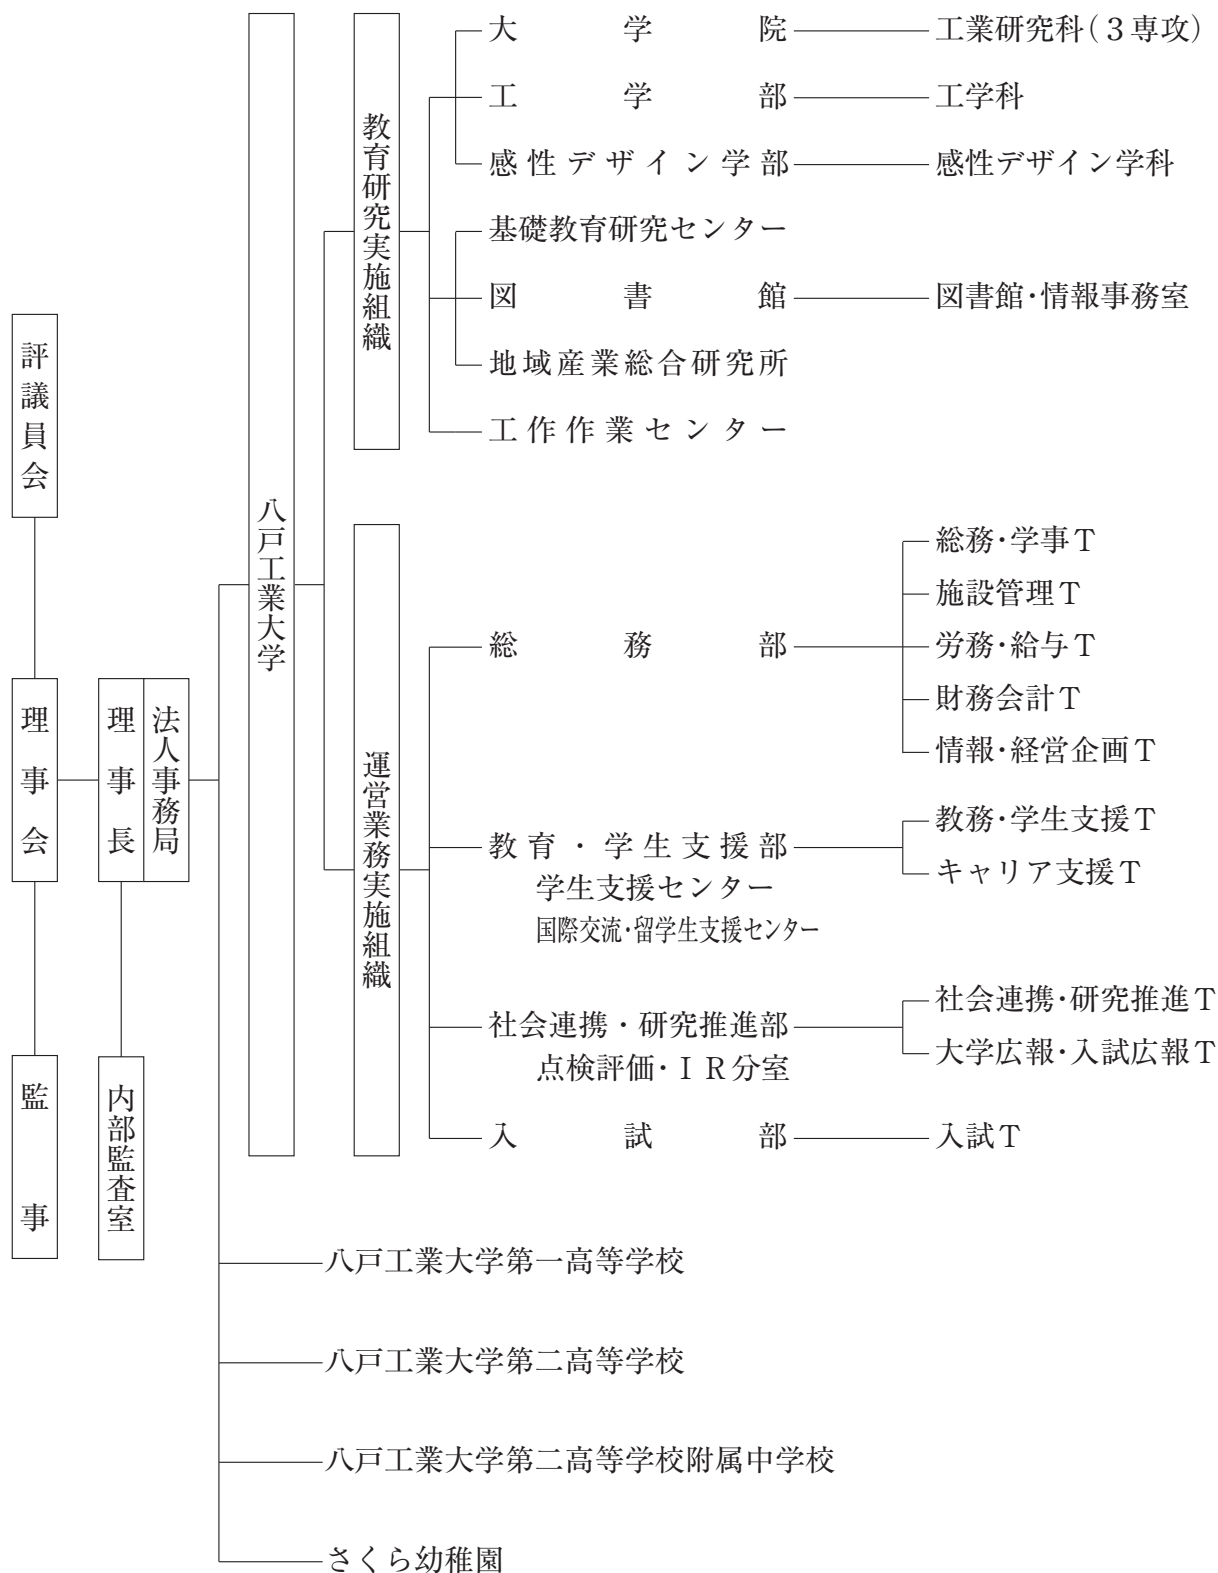 評議員会
理事会
監事
理事長
法人事務局
内部監査室
八戸工業大学
教育研究実施組織
大学院 工業研究科(３専攻)
工学部 工学科
感性デザイン学部 感性デザイン学科
基礎教育研究センター
図書館 図書館・情報事務室
地域産業総合研究所
工作作業センター
運営業務実施組織
総務部
総務・学事Ｔ
施設管理Ｔ
労務・給与Ｔ
財務会計Ｔ
情報・経営企画Ｔ
教育・学生支援部
学生支援センター
国際交流・留学生支援センター
教務・学生支援Ｔ
キャリア支援Ｔ
社会連携・研究推進部
点検評価・ＩＲ分室
社会連携・研究推進Ｔ
大学広報・入試広報Ｔ
入試部 入試Ｔ
八戸工業大学第一高等学校
八戸工業大学第二高等学校
八戸工業大学第二高等学校附属中学校
さくら幼稚園